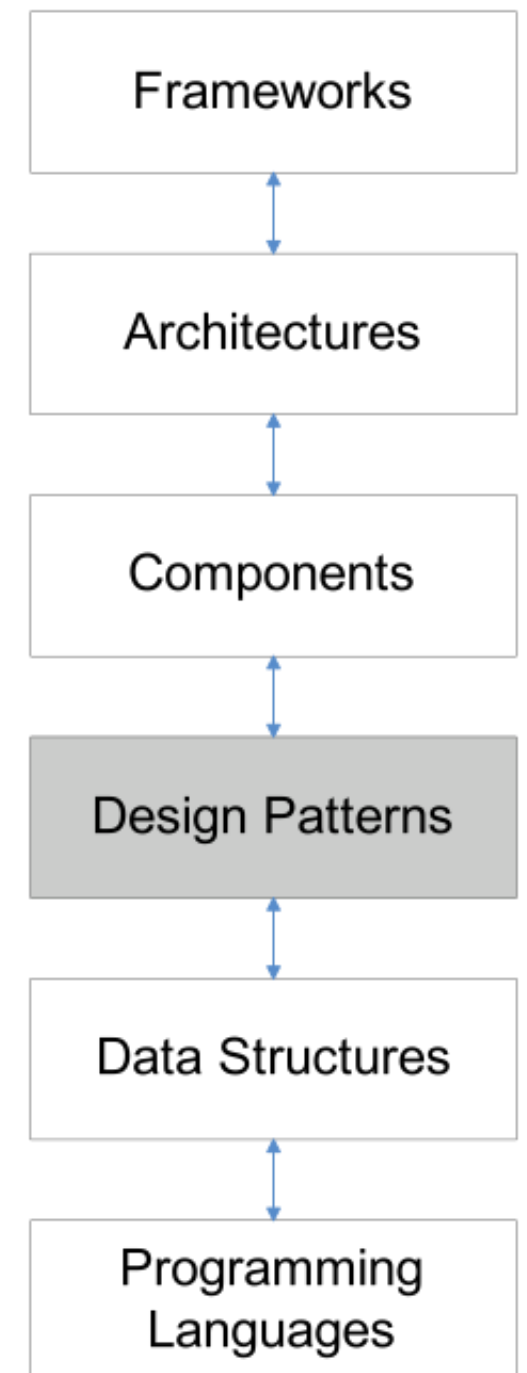 Frameworks
Architectures
Components
Design Patterns
Data Structures
Programming
Languages